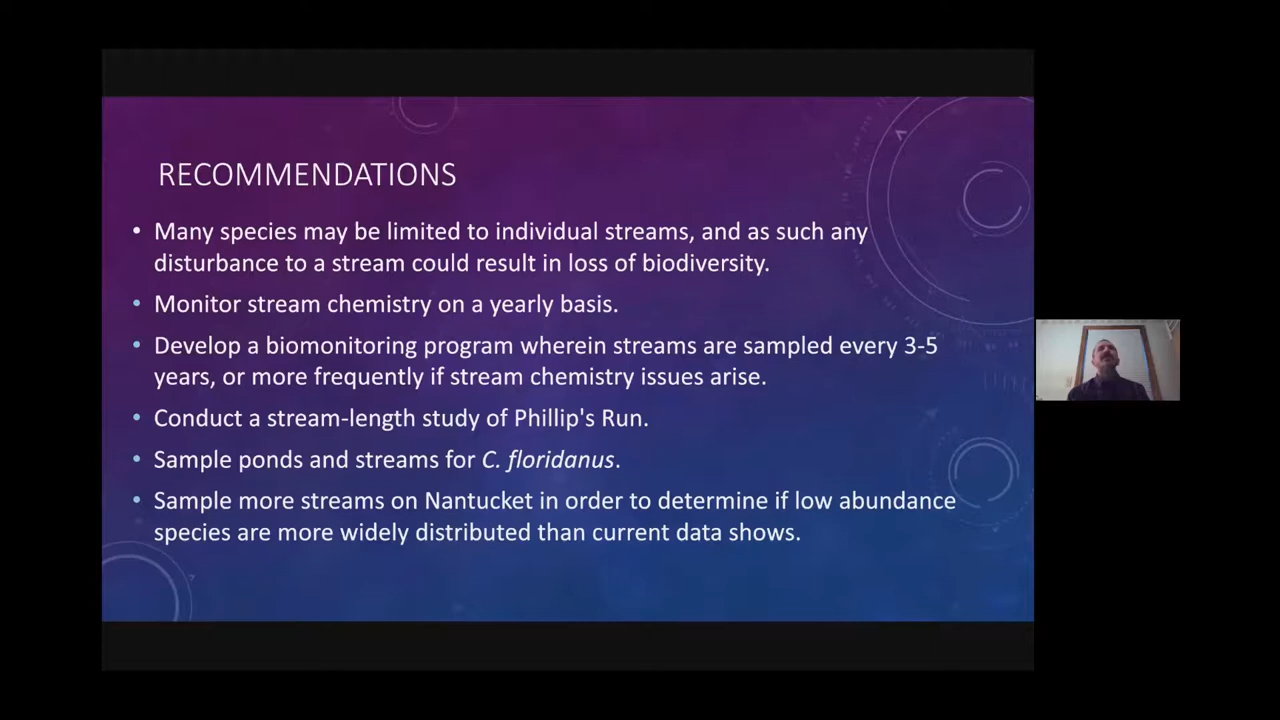 RECOMMENDATIONS
• Many species may be limited to individual streams, and as such any
disturbance to a stream could result in loss of biodiversity.
• Monitor stream chemistry on a yearly basis.
• Develop a biomonitoring program wherein streams are sampled every 3-5
years, or more frequently if stream chemistry issues arise.
• Conduct a stream-length study of Phillip's Run.
• Sample ponds and streams for C. floridanus.
• Sample more streams on Nantucket in order to determine if low abundance
species are more widely distributed than current data shows.